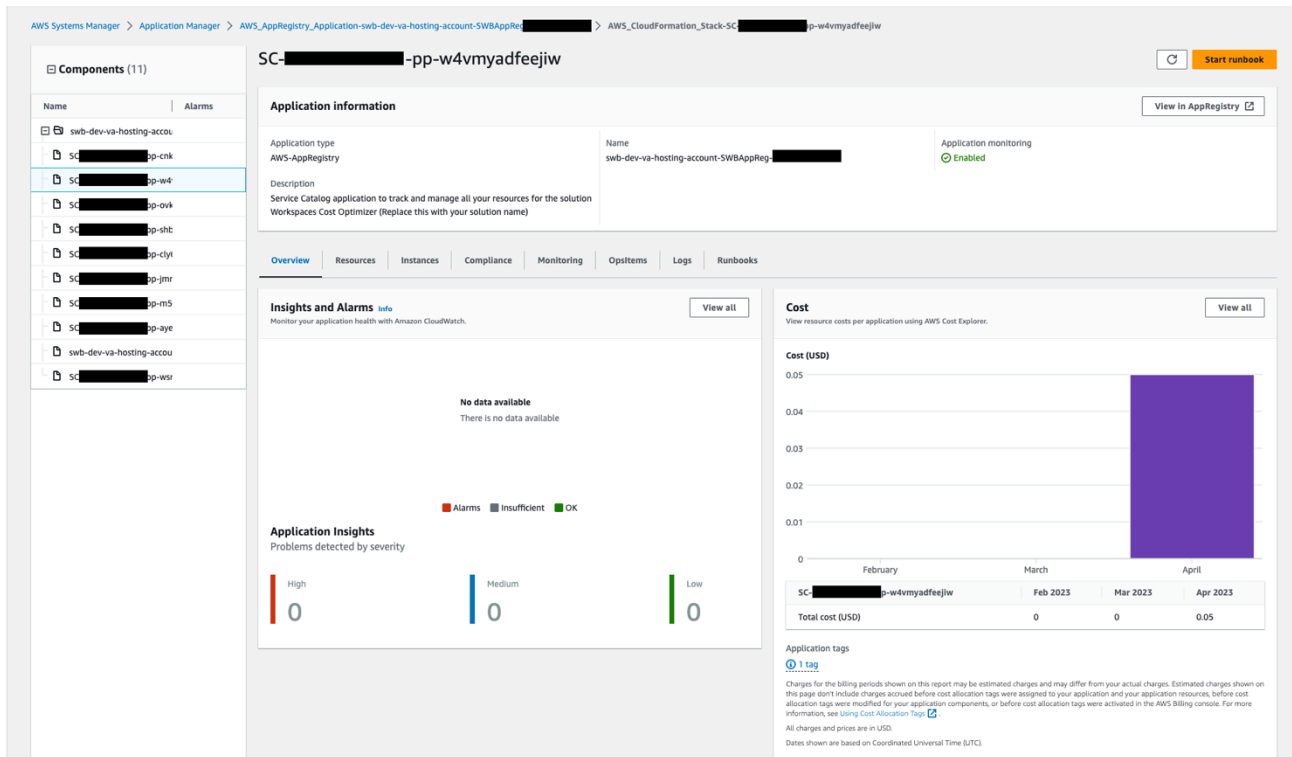 AWS Systems Manager > Application Manager > AWS_AppRegistry_Application-swb-dev-va-hosting-account-SWBAppReg > AWS_CloudFormation_Stack-SC- p-w4vmyadfeejiw
Components (11)
Name Alarms
swb-dev-va-hosting-accou
SC pp-cnk
SC pp-w4
SC pp-ovk
SC pp-shb
SC pp-cly
SC pp-jmr
SC pp-m5
SC pp-aye
swb-dev-va-hosting-accou
SC pp-wsr
SC- -pp-w4vmyadfeejiw
Start runbook
Application information
View in AppRegistry
Application type
AWS-AppRegistry
Name
swb-dev-va-hosting-account-SWBAppReg-
Application monitoring
Enabled
Description
Service Catalog application to track and manage all your resources for the solution
Workspaces Cost Optimizer (Replace this with your solution name)
Overview Resources Instances Compliance Monitoring OpsItems Logs Runbooks
Insights and Alarms Info
View all
Monitor your application health with Amazon CloudWatch.
No data available
There is no data available
Alarms Insufficient OK
Application Insights
Problems detected by severity
High Medium Low
0 0 0
Cost
View all
View resource costs per application using AWS Cost Explorer.
Cost (USD)
0.05
0.04
0.03
0.02
0.01
0
February March April
SC- p-w4vmyadfeejiw Feb 2023 Mar 2023 Apr 2023
Total cost (USD) 0 0 0.05
Application tags
1 tag
Charges for the billing periods shown on this report may be estimated charges and may differ from your actual charges. Estimated charges shown on
this page don't include charges accrued before cost allocation tags were assigned to your application and your application resources, before cost
allocation tags were modified for your application components, or before cost allocation tags were activated in the AWS Billing console. For more
information, see Using Cost Allocation Tags .
All charges and prices are in USD.
Dates shown are based on Coordinated Universal Time (UTC).